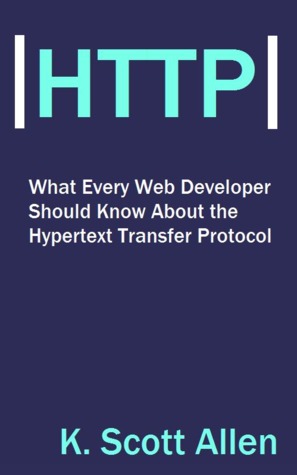 |HTTP|
What Every Web Developer
Should Know About the
Hypertext Transfer Protocol
K. Scott Allen